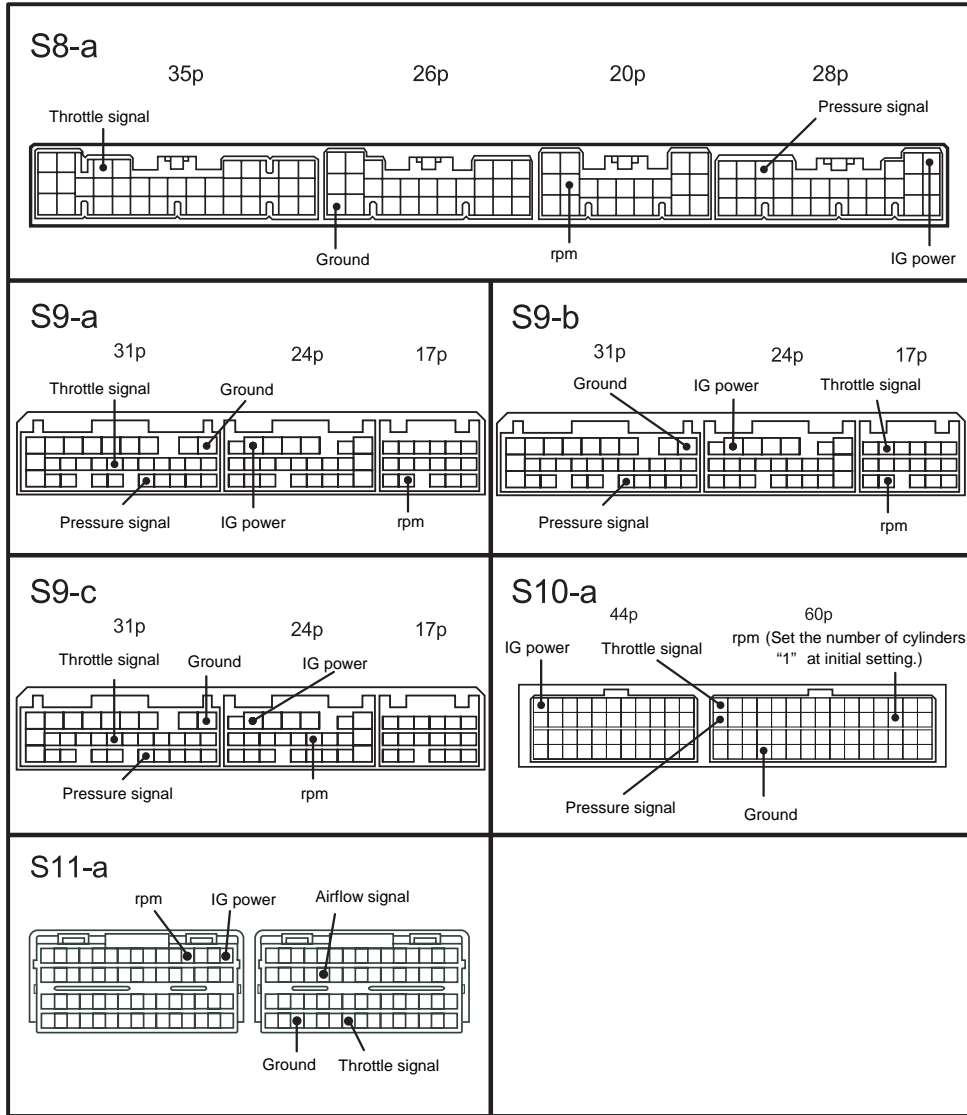 S8-a
35p 26p 20p 28p
Throttle signal
Pressure signal
Ground
rpm
IG power
S9-a
31p 24p 17p
Throttle signal
Ground
Pressure signal
IG power
rpm
S9-b
31p 24p 17p
Ground
IG power
Throttle signal
Pressure signal
rpm
S9-c
31p 24p 17p
Throttle signal
Ground
IG power
Pressure signal
rpm
S10-a
44p 60p
IG power
Throttle signal
rpm (Set the number of cylinders
“1” at initial setting.)
Pressure signal
Ground
S11-a
rpm
IG power
Airflow signal
Ground
Throttle signal